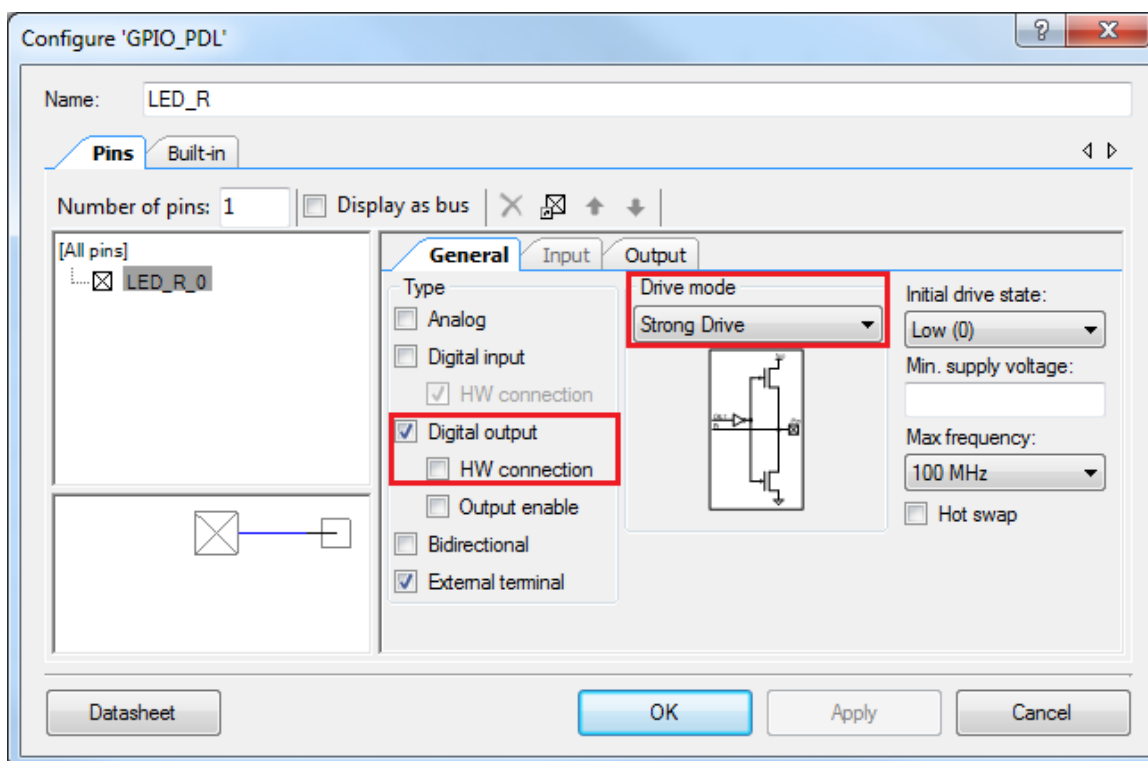 Configure 'GPIO_PDL'
Name: LED_R
Pins Built-in
Number of pins: 1 Display as bus
[All pins]
LED_R_0
General Input Output
Type
Analog
Digital input
HW connection
Digital output
HW connection
Output enable
Bidirectional
External terminal
Drive mode
Strong Drive
Initial drive state:
Low (0)
Min. supply voltage:
Max frequency:
100 MHz
Hot swap
Datasheet OK Apply Cancel